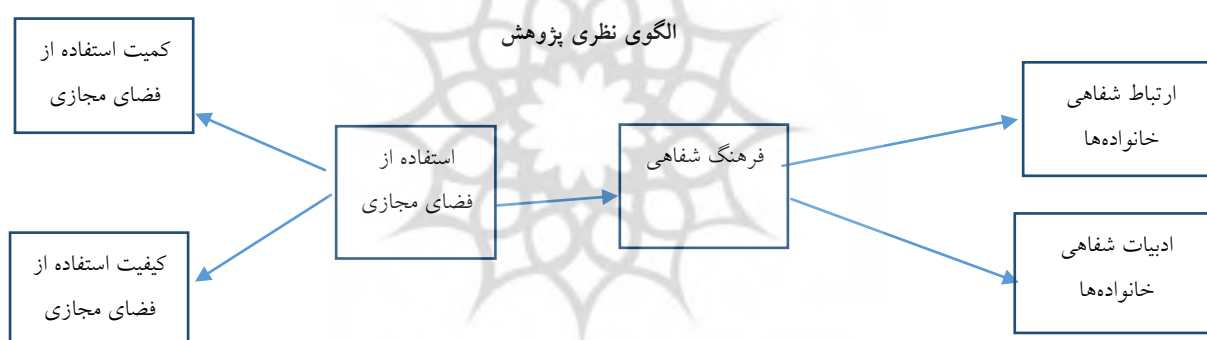 الگوی نظری پژوهش
ارتباط شفاهی
خانواده‌ها
ادبیات شفاهی
خانواده‌ها
فرهنگ شفاهی
استفاده از
فضای مجازی
کمیت استفاده از
فضای مجازی
کیفیت استفاده از
فضای مجازی